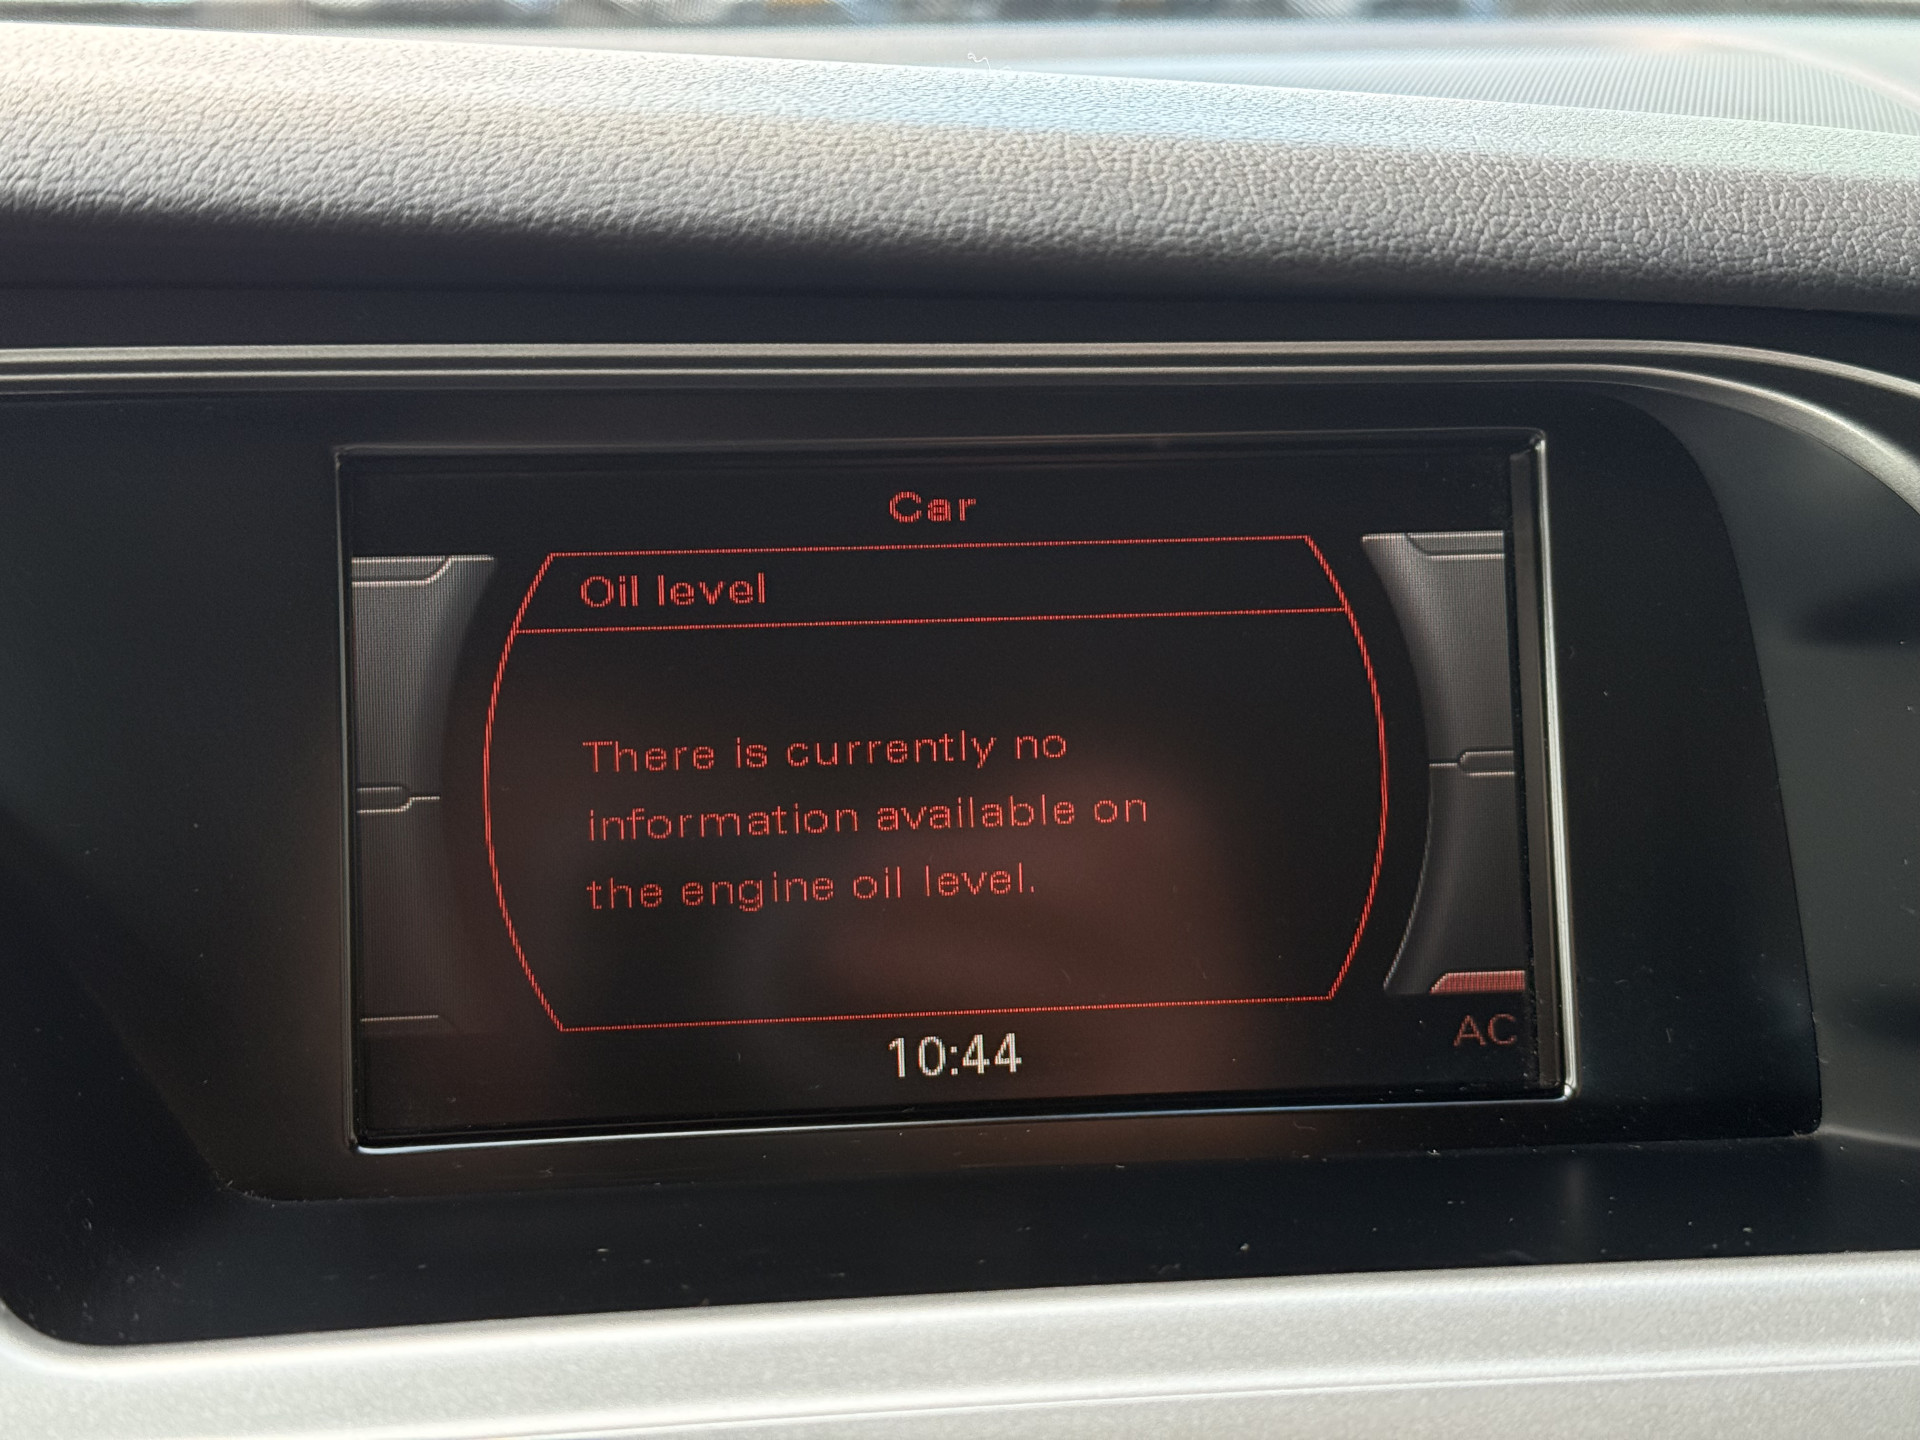 Car
Oil level
There is currently no
information available on
the engine oil level.
10:44
AC